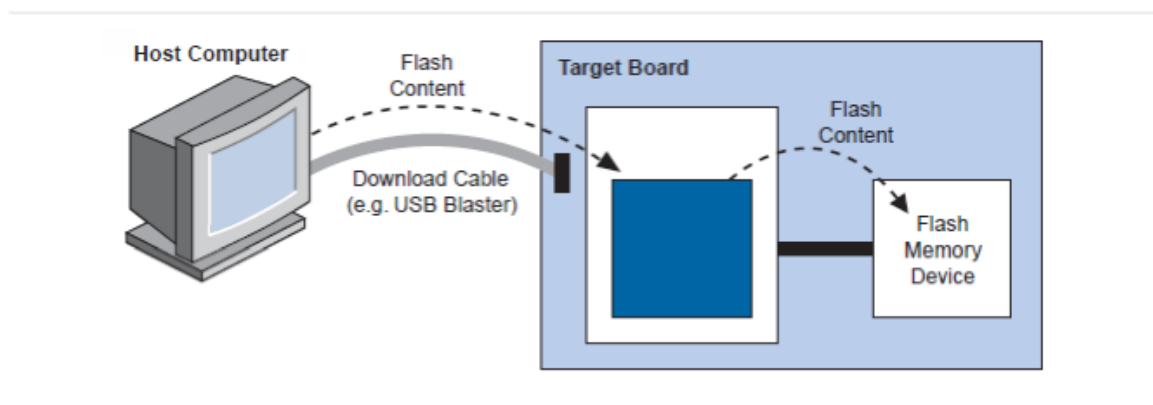 Host Computer
Flash
Content
Download Cable
(e.g. USB Blaster)
Target Board
Flash
Content
Flash
Memory
Device